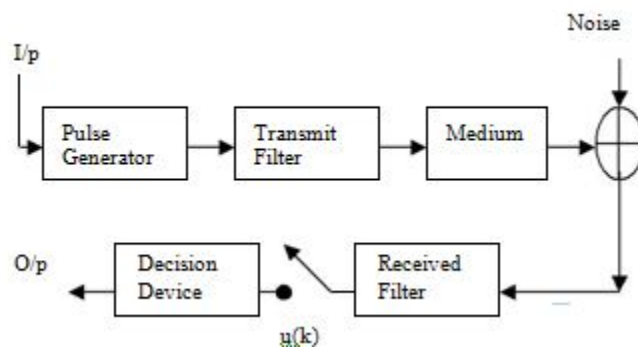 Noise
I/p
Pulse
Generator
Transmit
Filter
Medium
O/p
Decision
Device
Received
Filter
u(k)